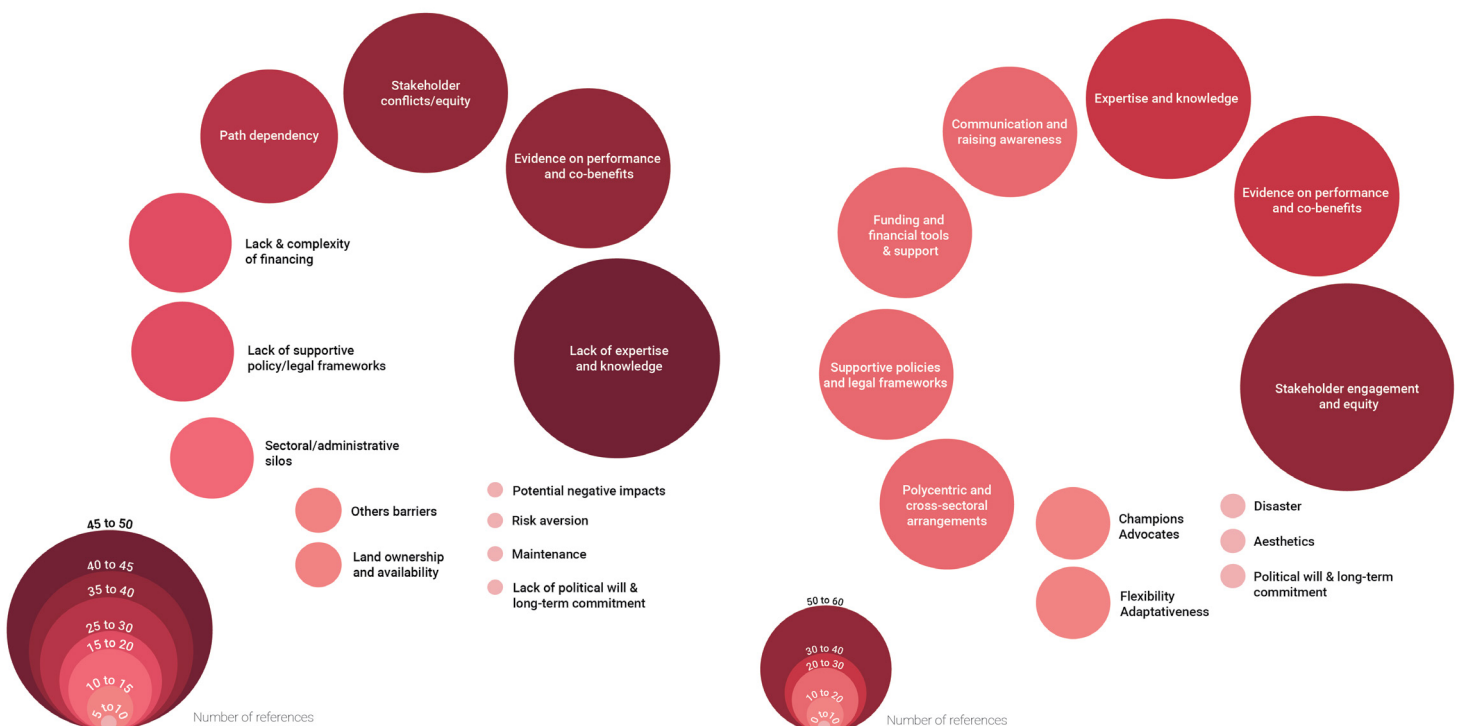 Stakeholder
conflicts/equity
Path dependency
Evidence on performance
and co-benefits
Lack & complexity
of financing
Lack of supportive
policy/legal frameworks
Lack of expertise
and knowledge
Sectoral/administrative
silos
Others barriers
Land ownership
and availability
Potential negative impacts
Risk aversion
Maintenance
Lack of political will &
long-term commitment
45 to 50
40 to 45
35 to 40
25 to 30
15 to 20
10 to 15
5 to 10
Number of references
Expertise and knowledge
Communication and
raising awareness
Evidence on performance
and co-benefits
Funding and
financial tools
& support
Supportive policies
and legal frameworks
Stakeholder engagement
and equity
Polycentric and
cross-sectoral
arrangements
Champions
Advocates
Flexibility
Adaptativeness
Disaster
Aesthetics
Political will & long-term
commitment
50 to 60
30 to 40
20 to 30
10 to 20
0 to 10
Number of references